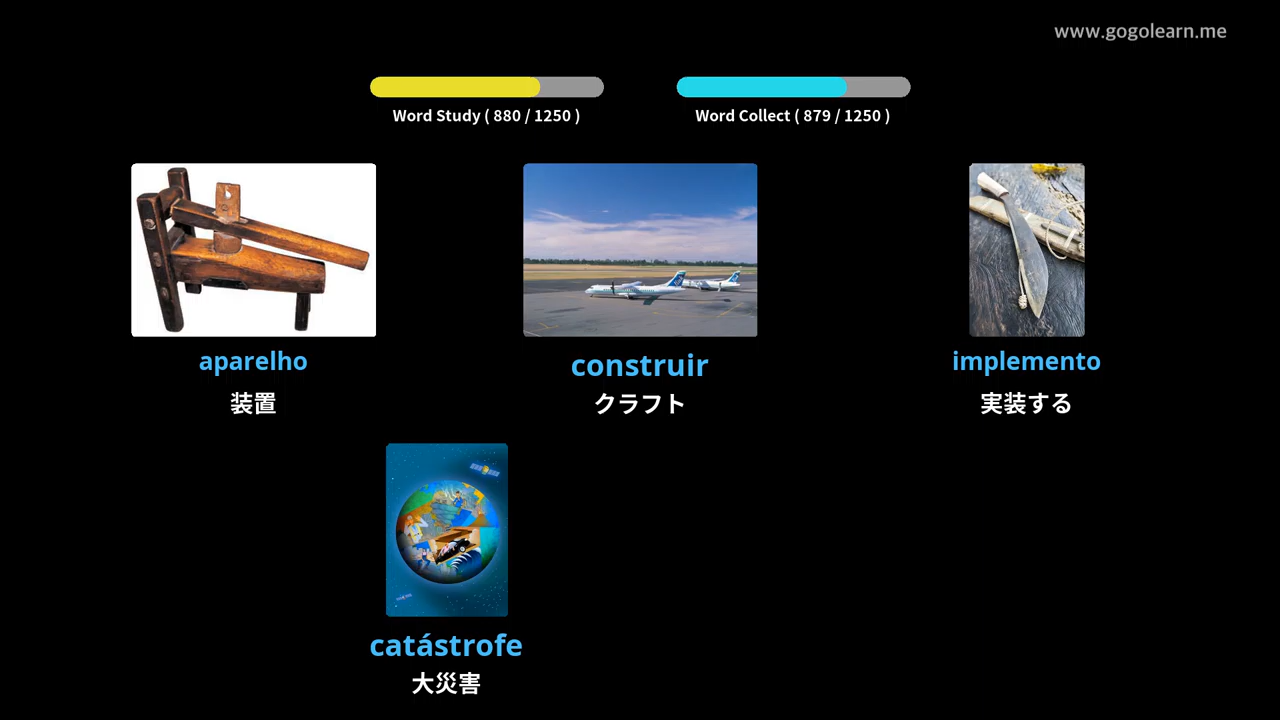 www.gogolearn.me
Word Study ( 880 / 1250 )
Word Collect ( 879 / 1250 )
aparelho
装置
construir
クラフト
implemento
実装する
catástrofe
大災害